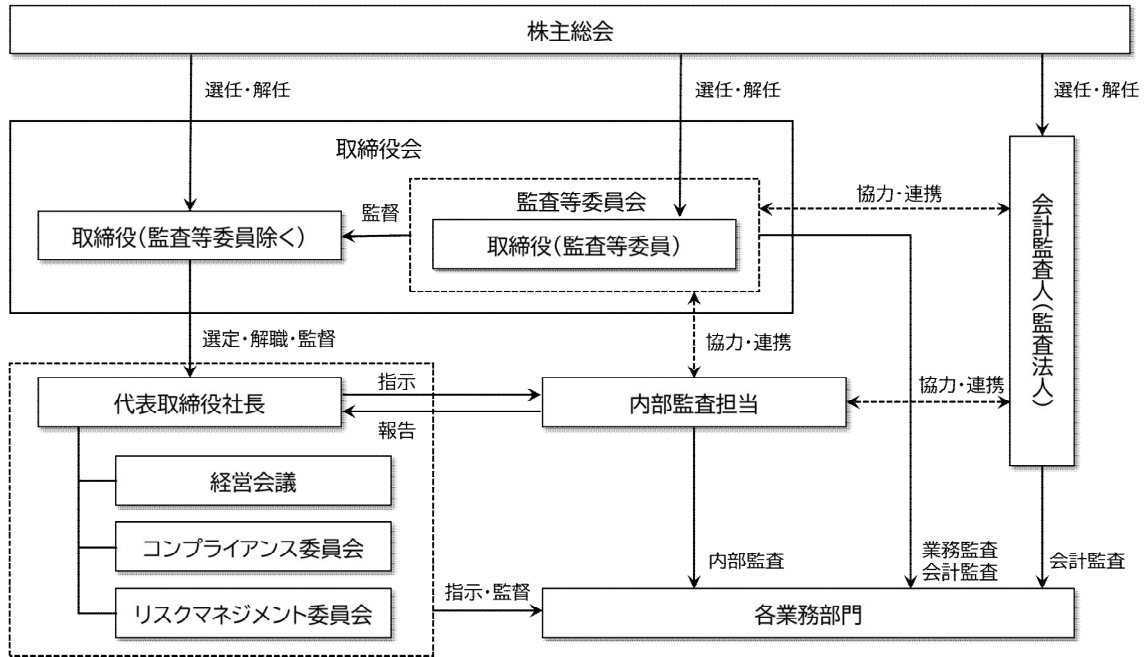 株主総会
選任・解任
選任・解任
選任・解任
取締役会
監査等委員会
協力・連携
監督
取締役（監査等委員除く）
取締役（監査等委員）
会計監査人（監査法人）
選定・解職・監督
協力・連携
代表取締役社長
指示
内部監査担当
協力・連携
報告
経営会議
コンプライアンス委員会
内部監査
業務監査
会計監査
会計監査
リスクマネジメント委員会
指示・監督
各業務部門